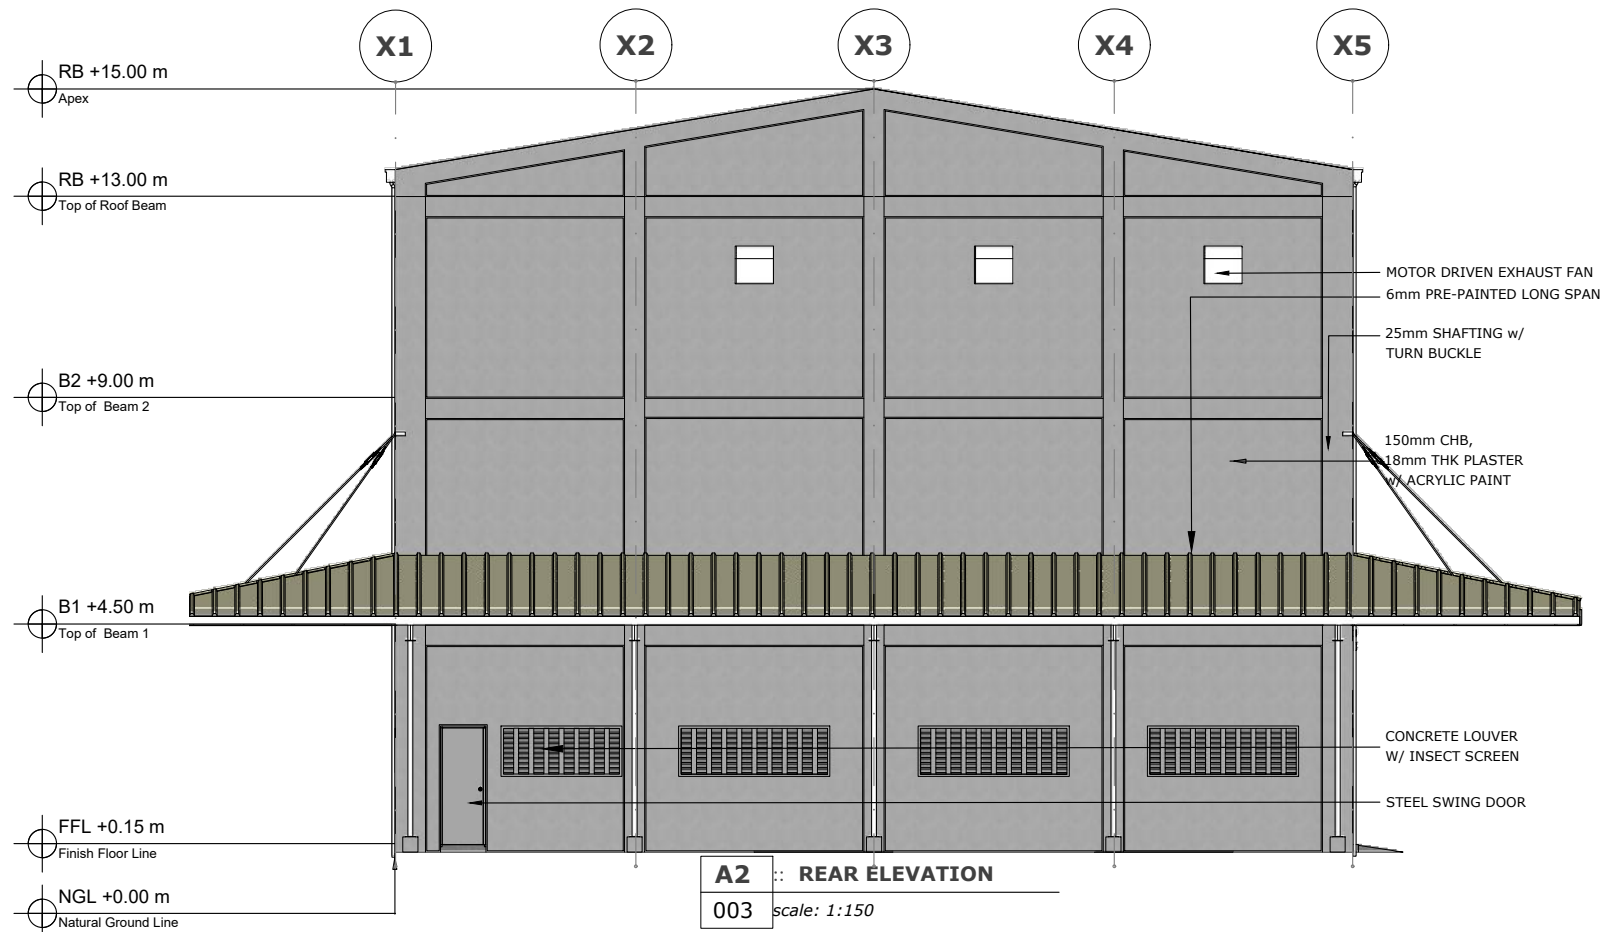 X1 X2 X3 X4 X5
RB +15.00 m
Apex
RB +13.00 m
Top of Roof Beam
MOTOR DRIVEN EXHAUST FAN
6mm PRE-PAINTED LONG SPAN
25mm SHAFTING w/
TURN BUCKLE
B2 +9.00 m
Top of Beam 2
150mm CHB,
18mm THK PLASTER
w/ ACRYLIC PAINT
B1 +4.50 m
Top of Beam 1
CONCRETE LOUVER
W/ INSECT SCREEN
STEEL SWING DOOR
FFL +0.15 m
Finish Floor Line
NGL +0.00 m
Natural Ground Line
A2 :: REAR ELEVATION
003 scale: 1:150